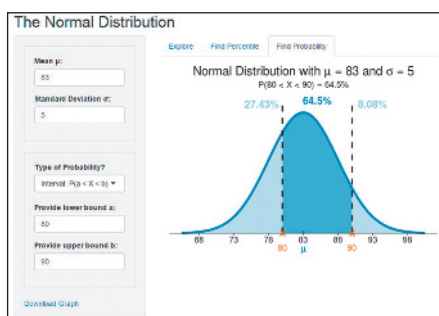 The Normal Distribution
Explore Find Percentile Find Probability
Mean μ:
83
Standard Deviation σ:
5
Type of Probability?
Interval: P(a < X < b)
Provide lower bound a:
80
Provide upper bound b:
90
Download Graph
Normal Distribution with μ = 83 and σ = 5
P(80 < X < 90) = 64.5%
27.43% 64.5% 8.08%
68 73 78 83 88 93 98
90 μ 90